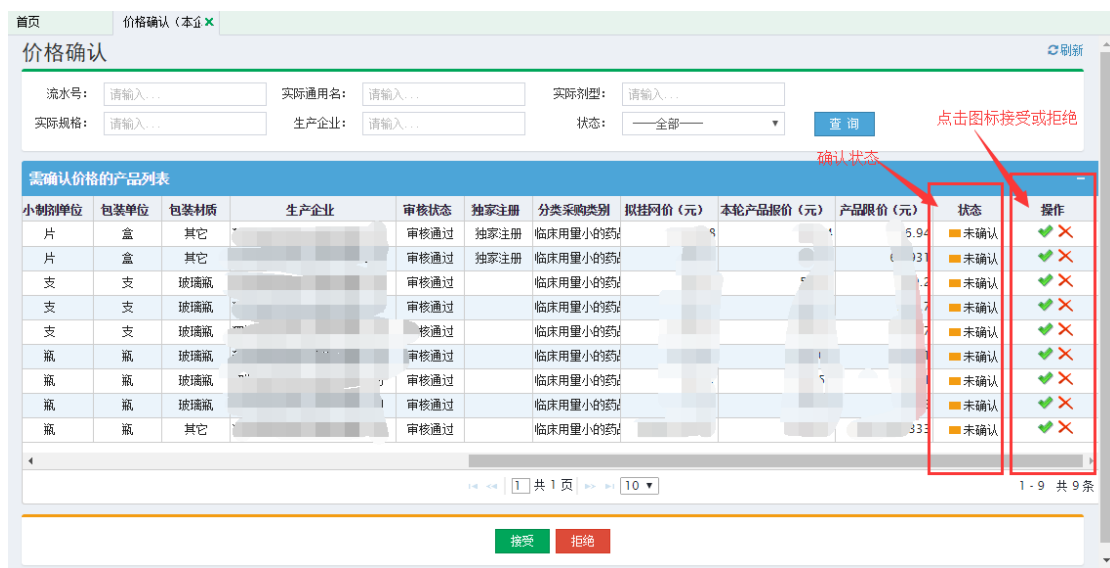 首页 价格确认（本企
价格确认 刷新
流水号： 请输入... 实际通用名： 请输入... 实际剂型： 请输入...
实际规格： 请输入... 生产企业： 请输入... 状态： ——全部—— 查 询
点击图标接受或拒绝
确认状态
需确认价格的产品列表
小制剂单位 包装单位 包装材质 生产企业 审核状态 独家注册 分类采购类别 拟挂网价（元） 本轮产品报价（元） 产品限价（元） 状态 操作
片 盒 其它 审核通过 独家注册 临床用量小的药品 8 6.94 未确认
片 盒 其它 审核通过 独家注册 临床用量小的药品 931 未确认
支 支 玻璃瓶 审核通过 临床用量小的药品 未确认
支 支 玻璃瓶 审核通过 临床用量小的药品 未确认
支 支 玻璃瓶 审核通过 临床用量小的药品 未确认
瓶 瓶 玻璃瓶 审核通过 临床用量小的药品 未确认
瓶 瓶 玻璃瓶 审核通过 临床用量小的药品 未确认
瓶 瓶 玻璃瓶 审核通过 临床用量小的药品 未确认
瓶 瓶 其它 审核通过 临床用量小的药品 333 未确认
1 共 1 页 10 1 - 9 共 9 条
接受 拒绝